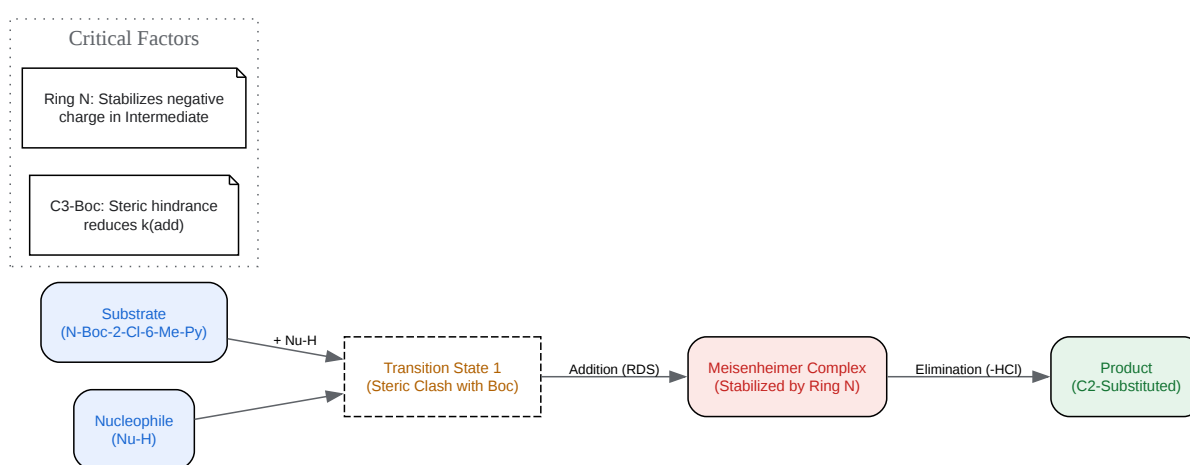 Critical Factors
Ring N: Stabilizes negative
charge in Intermediate
C3-Boc: Steric hindrance
reduces k(add)
Substrate
(N-Boc-2-Cl-6-Me-Py)
+ Nu-H
Nucleophile
(Nu-H)
Transition State 1
(Steric Clash with Boc)
Addition (RDS)
Meisenheimer Complex
(Stabilized by Ring N)
Elimination (-HCl)
Product
(C2-Substituted)